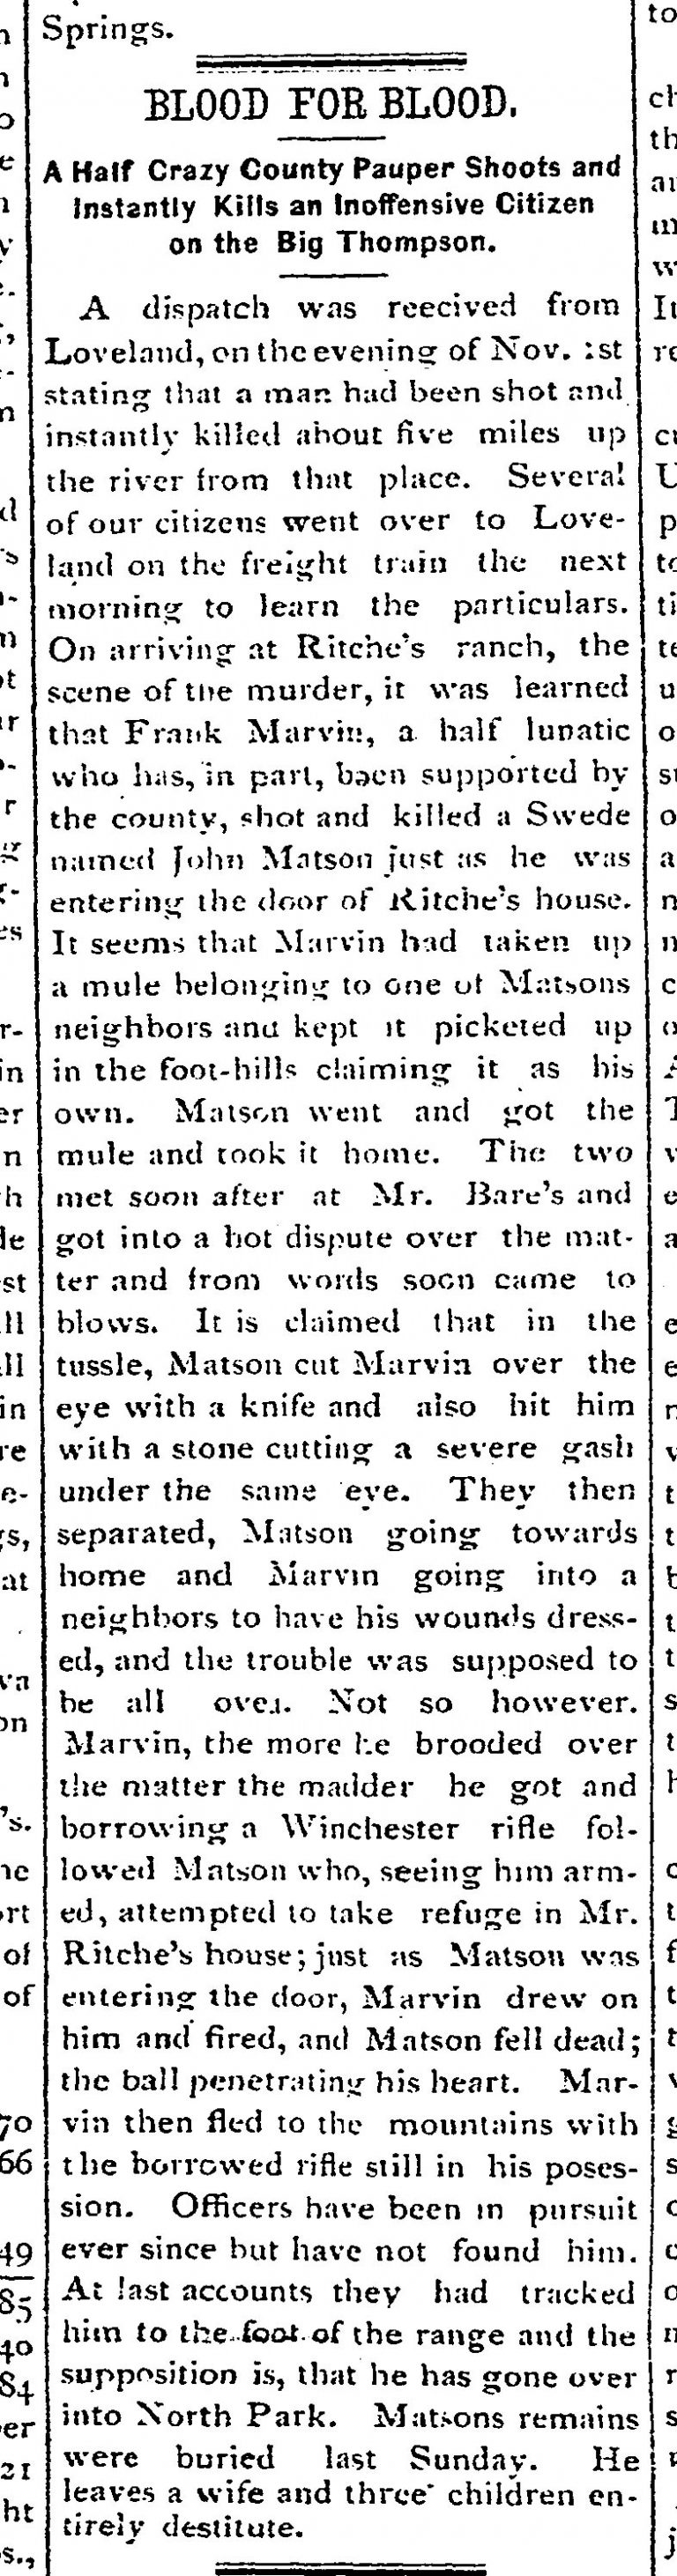 Springs.
BLOOD FOR BLOOD.
A Half Crazy County Pauper Shoots and
Instantly Kills an Inoffensive Citizen
on the Big Thompson.
A dispatch was reecived from
Loveland, on the evening of Nov. 1st
stating that a man had been shot and
instantly killed about five miles up
the river from that place. Several
of our citizens went over to Love-
land on the freight train the next
morning to learn the particulars.
On arriving at Ritche's ranch, the
scene of the murder, it was learned
that Frank Marvin, a half lunatic
who has, in part, been supported by
the county, shot and killed a Swede
named John Matson just as he was
entering the door of Ritche's house.
It seems that Marvin had taken up
a mule belonging to one of Matsons
neighbors and kept it picketed up
in the foot-hills claiming it as his
own. Matson went and got the
mule and took it home. The two
met soon after at Mr. Bare's and
got into a hot dispute over the mat-
ter and from words soon came to
blows. It is claimed that in the
tussle, Matson cut Marvin over the
eye with a knife and also hit him
with a stone cutting a severe gash
under the same eye. They then
separated, Matson going towards
home and Marvin going into a
neighbors to have his wounds dress-
ed, and the trouble was supposed to
be all over. Not so however.
Marvin, the more he brooded over
the matter the madder he got and
borrowing a Winchester rifle fol-
lowed Matson who, seeing him arm-
ed, attempted to take refuge in Mr.
Ritche's house; just as Matson was
entering the door, Marvin drew on
him and fired, and Matson fell dead;
the ball penetrating his heart. Mar-
vin then fled to the mountains with
the borrowed rifle still in his poses-
sion. Officers have been in pursuit
ever since but have not found him.
At last accounts they had tracked
him to the foot of the range and the
supposition is, that he has gone over
into North Park. Matsons remains
were buried last Sunday. He
leaves a wife and three children en-
tirely destitute.